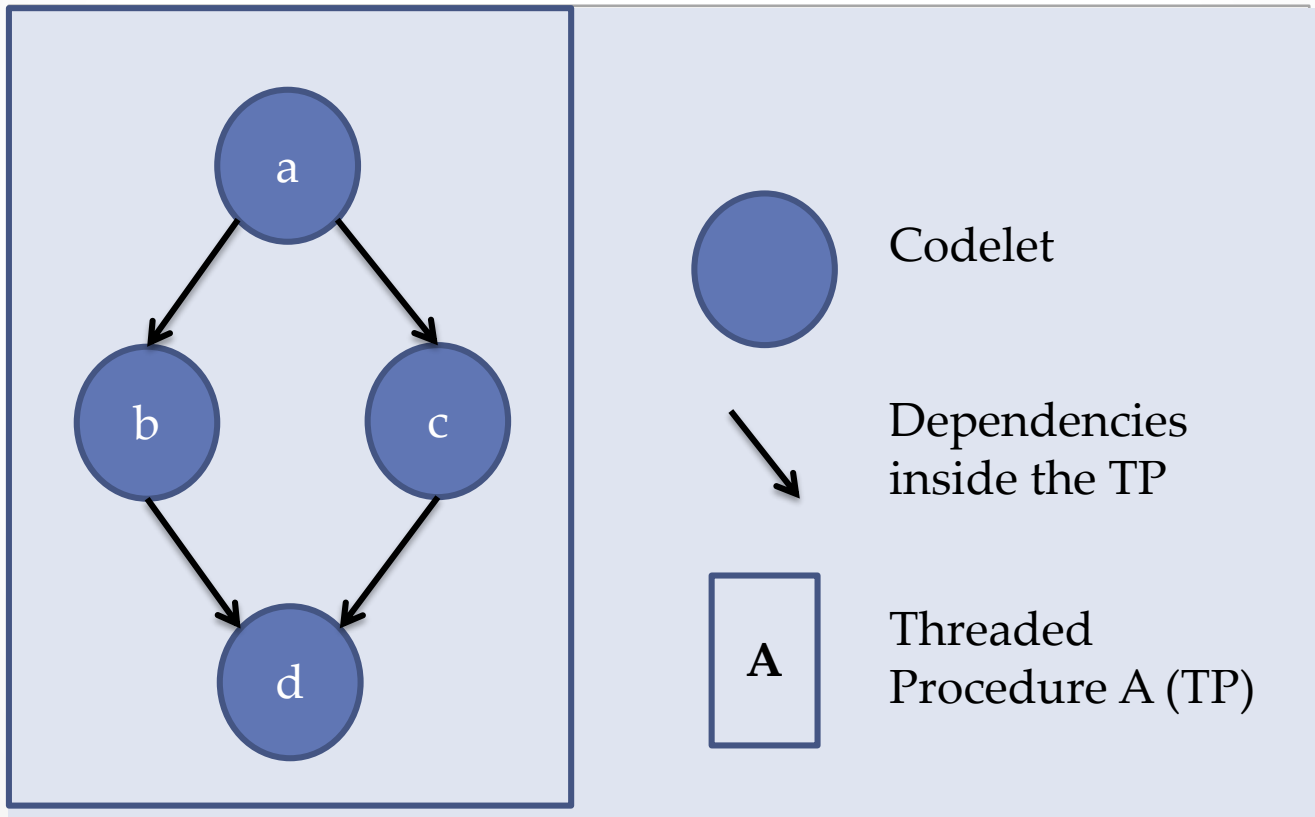 a
b
c
d
Codelet
Dependencies
inside the TP
A
Threaded
Procedure A (TP)